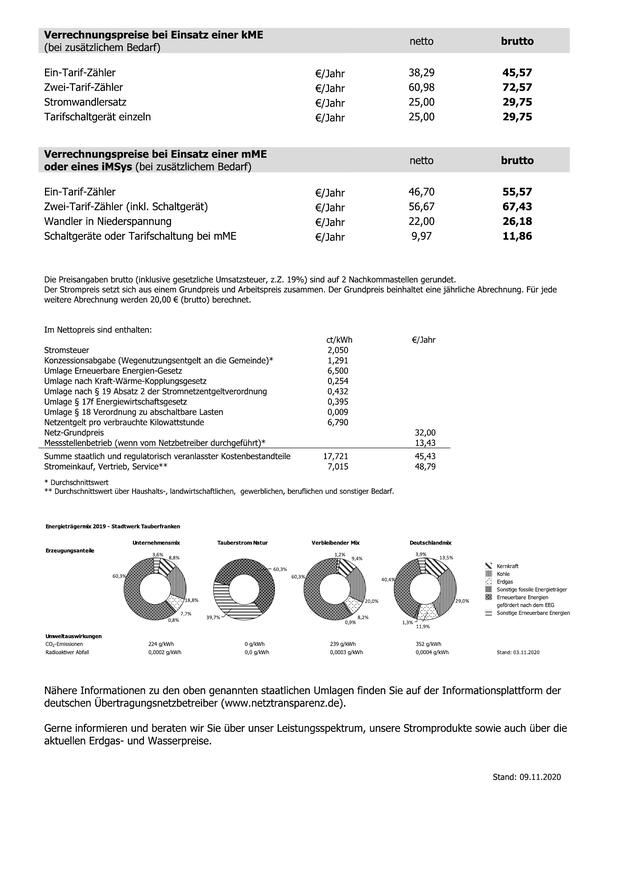 Verrechnungspreise bei Einsatz einer kME
(bei zusätzlichem Bedarf) netto brutto
Ein-Tarif-Zähler €/Jahr 38,29 45,57
Zwei-Tarif-Zähler €/Jahr 60,98 72,57
Stromwandlersatz €/Jahr 25,00 29,75
Tarifschaltgerät einzeln €/Jahr 25,00 29,75
Verrechnungspreise bei Einsatz einer mME
oder eines iMSys (bei zusätzlichem Bedarf) netto brutto
Ein-Tarif-Zähler €/Jahr 46,70 55,57
Zwei-Tarif-Zähler (inkl. Schaltgerät) €/Jahr 56,67 67,43
Wandler in Niederspannung €/Jahr 22,00 26,18
Schaltgeräte oder Tarifschaltung bei mME €/Jahr 9,97 11,86
Die Preisangaben brutto (inklusive gesetzliche Umsatzsteuer, z.Z. 19%) sind auf 2 Nachkommastellen gerundet.
Der Strompreis setzt sich aus einem Grundpreis und Arbeitspreis zusammen. Der Grundpreis beinhaltet eine jährliche Abrechnung. Für jede
weitere Abrechnung werden 20,00 € (brutto) berechnet.
Im Nettopreis sind enthalten:
ct/kWh €/Jahr
Stromsteuer 2,050
Konzessionsabgabe (Wegenutzungsentgelt an die Gemeinde)* 1,291
Umlage Erneuerbare Energien-Gesetz 6,500
Umlage nach Kraft-Wärme-Kopplungsgesetz 0,254
Umlage nach § 19 Absatz 2 der Stromnetzentgeltverordnung 0,432
Umlage § 17f Energiewirtschaftsgesetz 0,395
Umlage § 18 Verordnung zu abschaltbare Lasten 0,009
Netzentgelt pro verbrauchte Kilowattstunde 6,790
Netz-Grundpreis 32,00
Messstellenbetrieb (wenn vom Netzbetreiber durchgeführt)* 13,43
Summe staatlich und regulatorisch veranlasster Kostenbestandteile 17,721 45,43
Stromeinkauf, Vertrieb, Service** 7,015 48,79
* Durchschnittswert
** Durchschnittswert über Haushalts-, landwirtschaftlichen, gewerblichen, beruflichen und sonstiger Bedarf.
Energieträgermix 2019 - Stadtwerk Tauberfranken
Unternehmensmix Tauberstrom Natur Verbleibender Mix Deutschlandmix
Erzeugungsanteile
3,6% 8,8% 18,8% 7,7% 0,8% 60,3%
60,3% 39,7%
1,2% 9,4% 20,0% 8,2% 0,9% 60,3%
3,9% 13,5% 29,0% 11,9% 1,3% 40,4%
Kernkraft
Kohle
Erdgas
Sonstige fossile Energieträger
Erneuerbare Energien
gefördert nach dem EEG
Sonstige Erneuerbare Energien
Umweltauswirkungen
CO₂-Emissionen 224 g/kWh 0 g/kWh 239 g/kWh 352 g/kWh
Radioaktiver Abfall 0,0002 g/kWh 0,0 g/kWh 0,0003 g/kWh 0,0004 g/kWh Stand: 03.11.2020
Nähere Informationen zu den oben genannten staatlichen Umlagen finden Sie auf der Informationsplattform der
deutschen Übertragungsnetzbetreiber (www.netztransparenz.de).
Gerne informieren und beraten wir Sie über unser Leistungsspektrum, unsere Stromprodukte sowie auch über die
aktuellen Erdgas- und Wasserpreise.
Stand: 09.11.2020